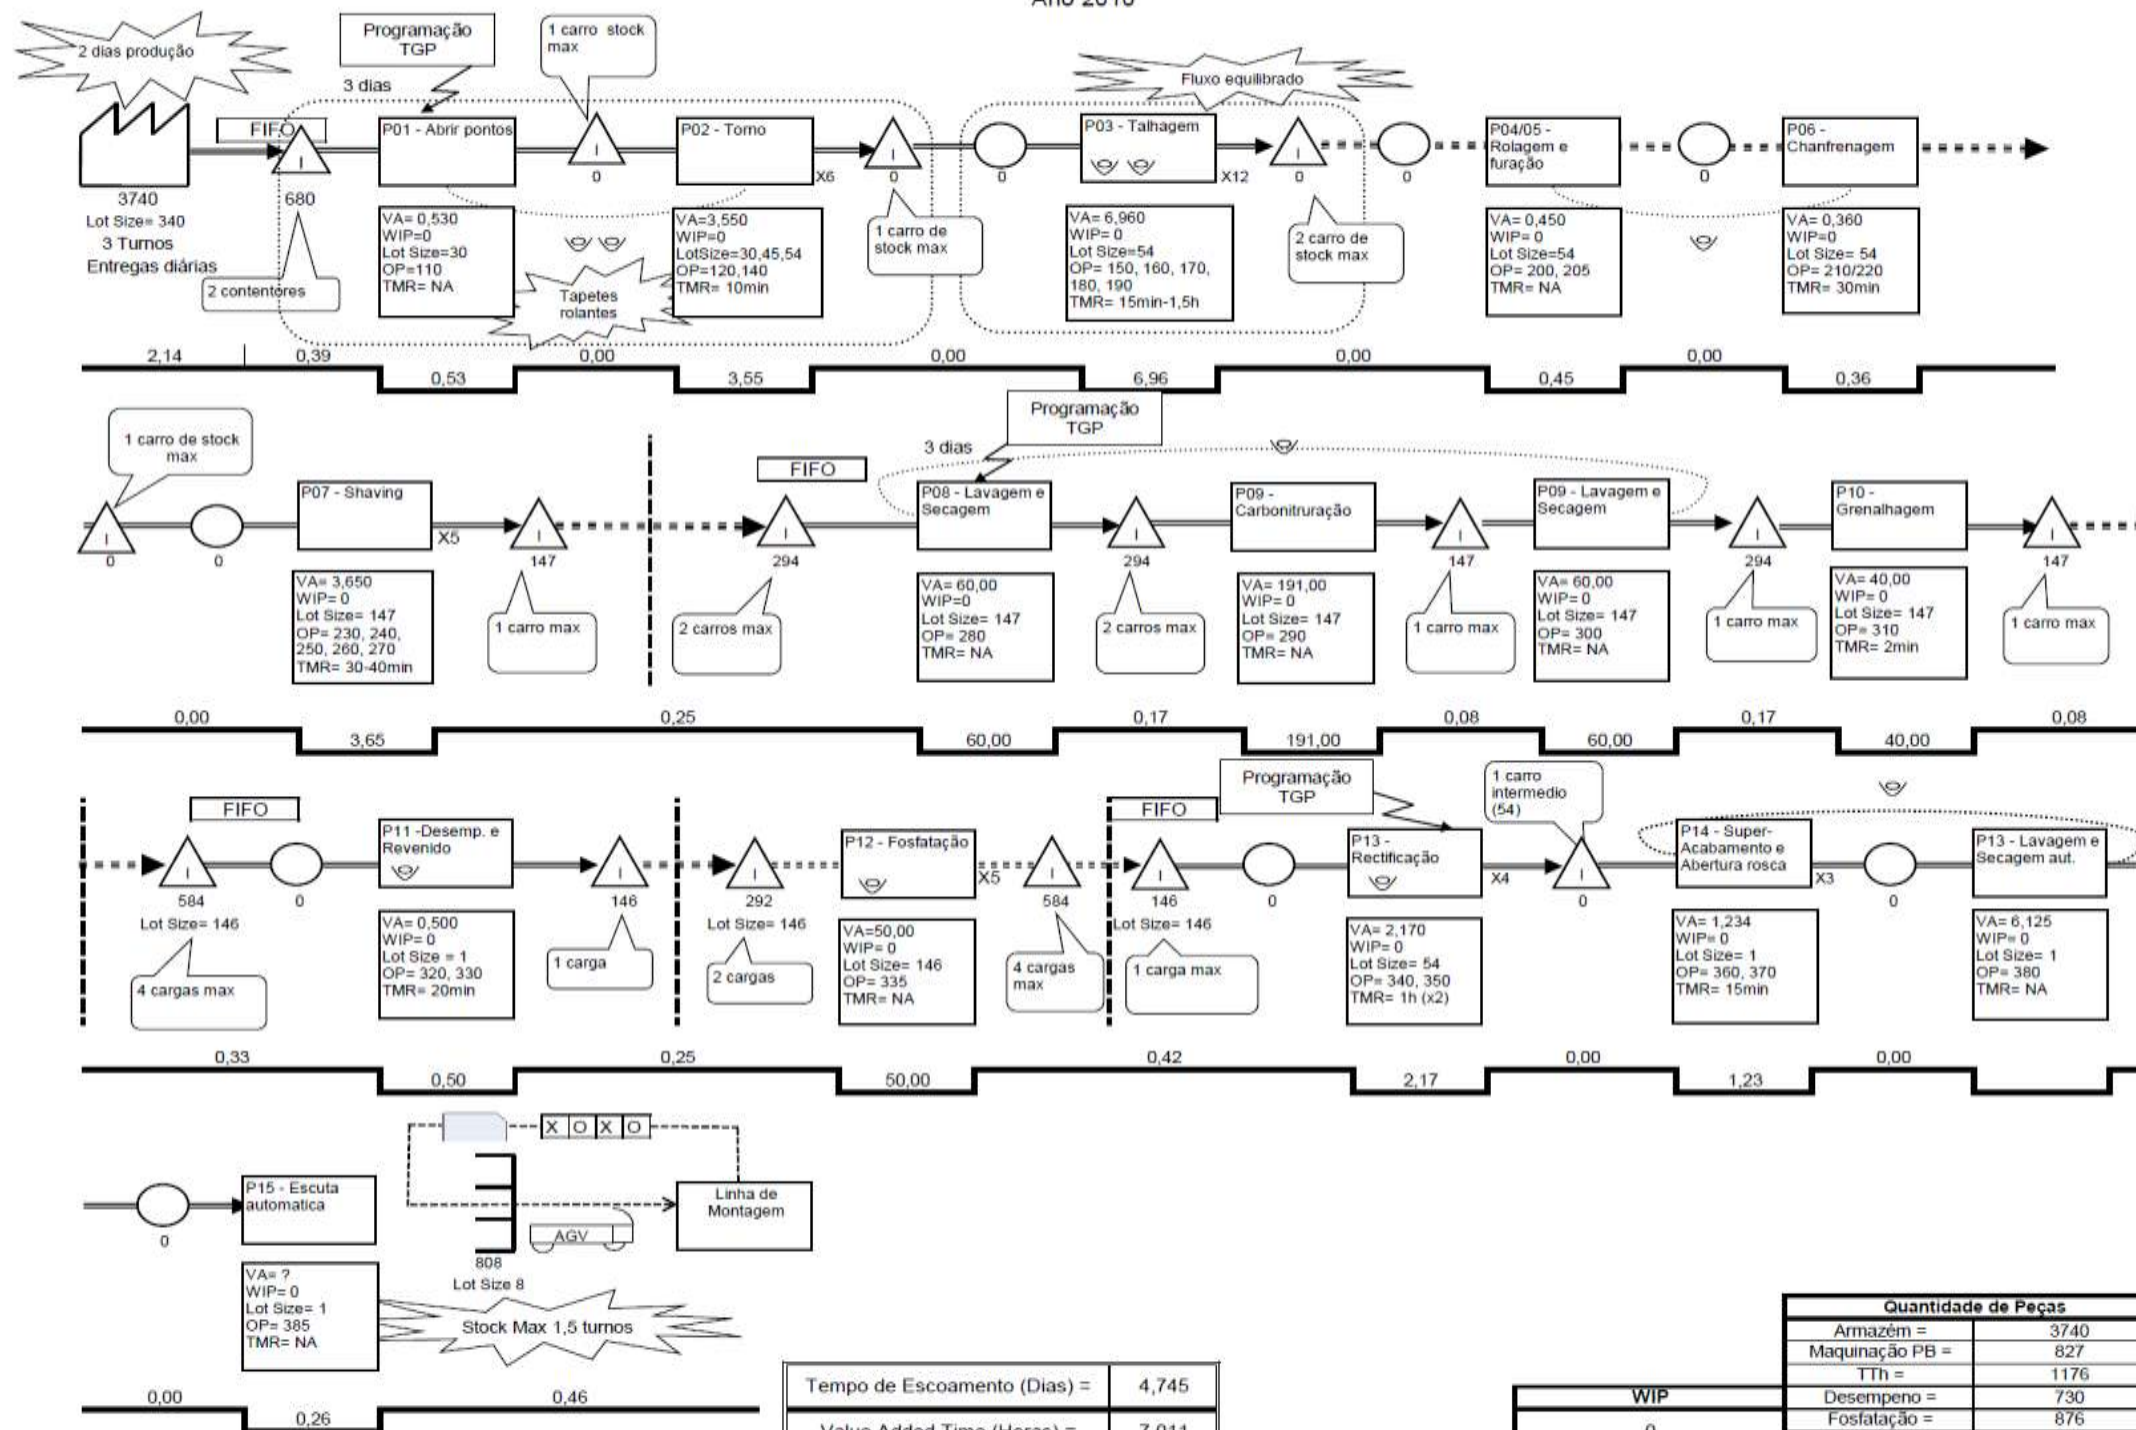 2 dias produção
Programação
TGP
3 dias
1 carro stock
max
Fluxo equilibrado
FIFO
P01 - Abrir pontos
P02 - Torno
P03 - Talhagem
P04/05 -
Rolagem e
furação
P06 -
Chanfrenagem
I
I
I
I
X6
X12
3740
680
0
0
0
0
0
0
Lot Size= 340
3 Turnos
Entregas diárias
2 contentores
VA= 0,530
WIP=0
Lot Size=30
OP=110
TMR= NA
Tapetes
rolantes
VA=3,550
WIP=0
LotSize=30,45,54
OP=120,140
TMR= 10min
1 carro de
stock max
VA= 6,960
WIP= 0
Lot Size=54
OP= 150, 160, 170,
180, 190
TMR= 15min-1,5h
2 carro de
stock max
VA= 0,450
WIP= 0
Lot Size=54
OP= 200, 205
TMR= NA
VA= 0,360
WIP=0
Lot Size= 54
OP= 210/220
TMR= 30min
2,14
0,39
0,00
0,00
0,00
0,00
0,53
3,55
6,96
0,45
0,36
1 carro de stock
max
Programação
TGP
3 dias
FIFO
P07 - Shaving
P08 - Lavagem e
Secagem
P09 -
Carbonitruração
P09 - Lavagem e
Secagem
P10 -
Grenalhagem
I
I
I
I
I
I
I
X5
0
0
147
294
294
147
294
147
VA= 3,650
WIP= 0
Lot Size= 147
OP= 230, 240,
250, 260, 270
TMR= 30-40min
1 carro max
2 carros max
VA= 60,00
WIP=0
Lot Size= 147
OP= 280
TMR= NA
2 carros max
VA= 191,00
WIP= 0
Lot Size= 147
OP= 290
TMR= NA
1 carro max
VA= 60,00
WIP= 0
Lot Size= 147
OP= 300
TMR= NA
1 carro max
VA= 40,00
WIP= 0
Lot Size= 147
OP= 310
TMR= 2min
1 carro max
0,00
0,25
0,17
0,08
0,17
0,08
3,65
60,00
191,00
60,00
40,00
FIFO
FIFO
Programação
TGP
1 carro
intermedio
(54)
P11 -Desemp. e
Revenido
P12 - Fosfatação
P13 -
Rectificação
P14 - Super-
Acabamento e
Abertura rosca
P13 - Lavagem e
Secagem aut.
I
I
I
I
I
I
X5
X4
X3
584
0
146
292
584
146
0
0
0
Lot Size= 146
Lot Size= 146
Lot Size= 146
4 cargas max
VA= 0,500
WIP= 0
Lot Size = 1
OP= 320, 330
TMR= 20min
1 carga
2 cargas
VA=50,00
WIP= 0
Lot Size= 146
OP= 335
TMR= NA
4 cargas
max
1 carga max
VA= 2,170
WIP= 0
Lot Size= 54
OP= 340, 350
TMR= 1h (x2)
VA= 1,234
WIP= 0
Lot Size= 1
OP= 360, 370
TMR= 15min
VA= 6,125
WIP= 0
Lot Size= 1
OP= 380
TMR= NA
0,33
0,25
0,42
0,00
0,00
0,50
50,00
2,17
1,23
X O X O
P15 - Escuta
automatica
Linha de
Montagem
AGV
0
808
Lot Size 8
VA= ?
WIP= 0
Lot Size= 1
OP= 385
TMR= NA
Stock Max 1,5 turnos
0,00
0,46
0,26
Tempo de Escoamento (Dias) = 4,745
WIP
Quantidade de Peças
Armazém = 3740
Maquinação PB = 827
TTh = 1176
Desempeno = 730
Fosfatação = 876